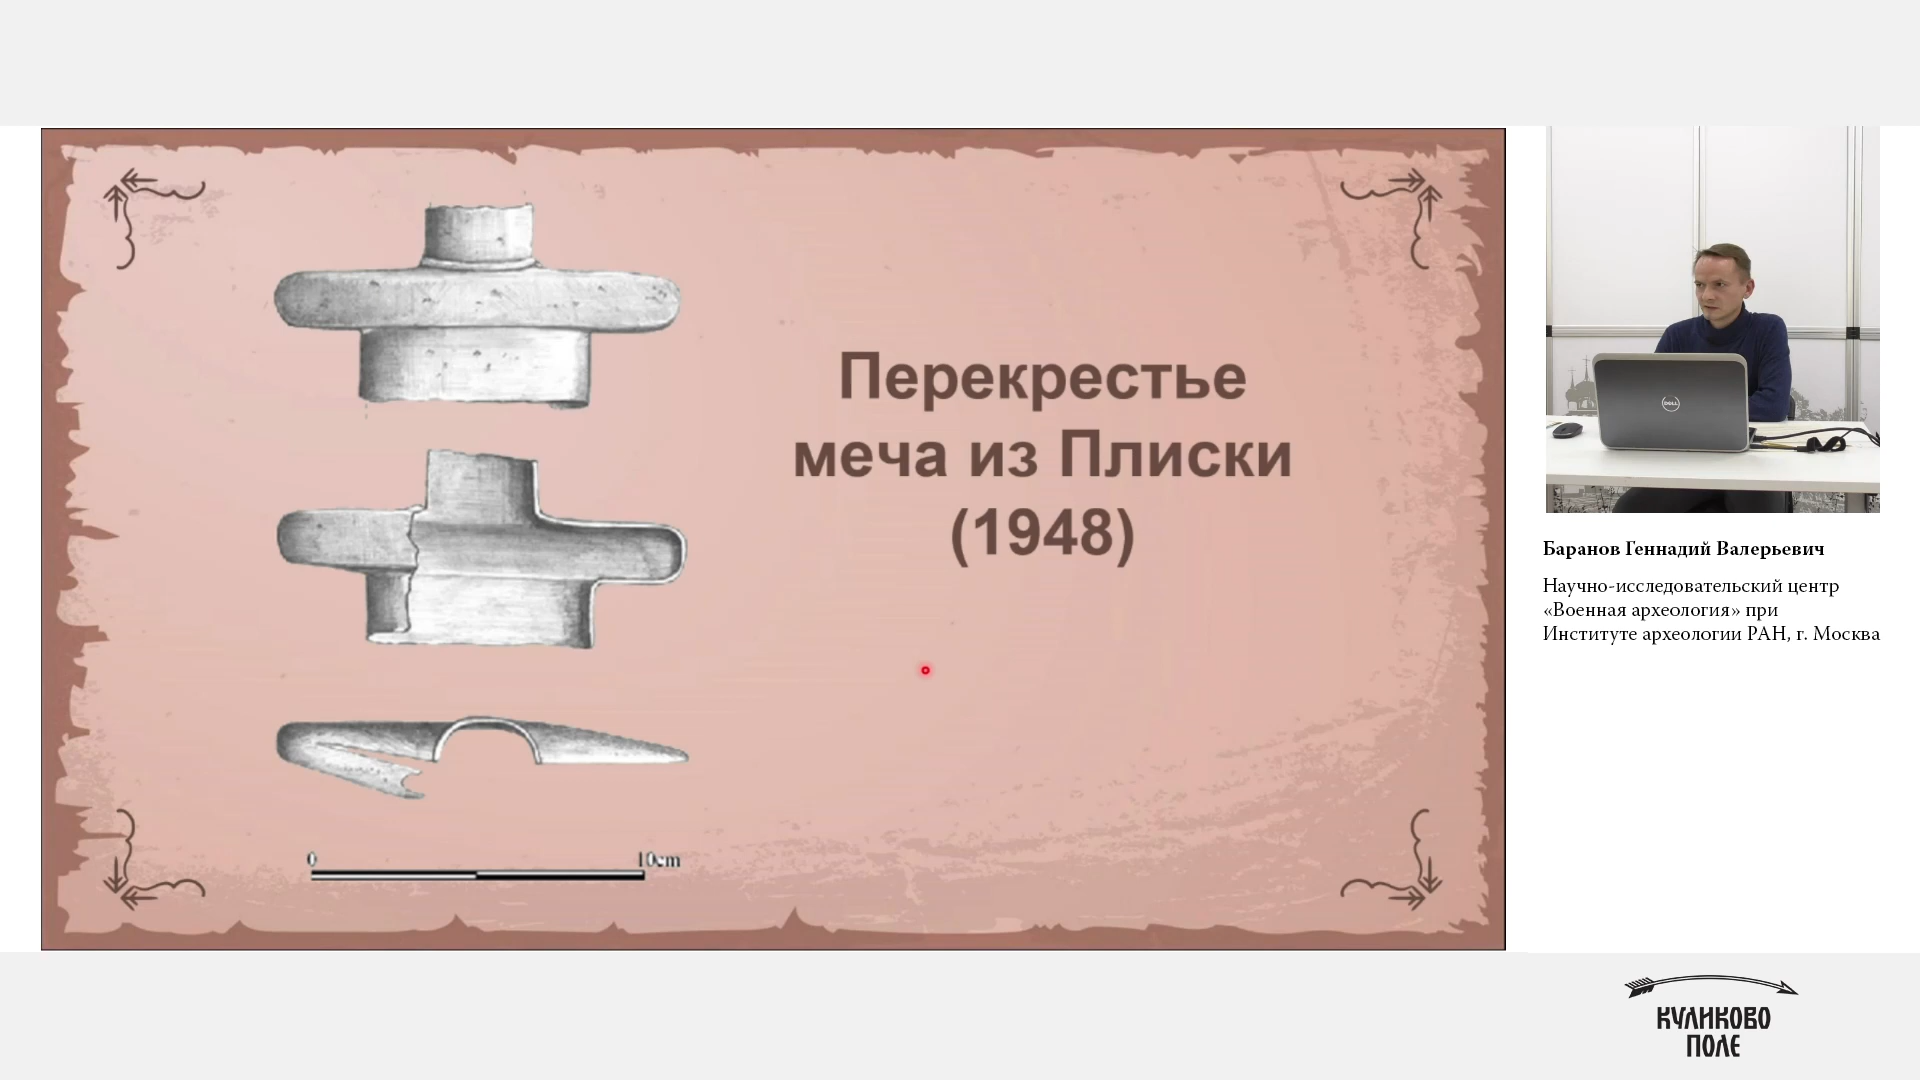 Перекрестье
меча из Плиски
(1948)
0 10cm
DELL
Баранов Геннадий Валерьевич
Научно-исследовательский центр
«Военная археология» при
Институте археологии РАН, г. Москва
КУЛИКОВО
ПОЛЕ